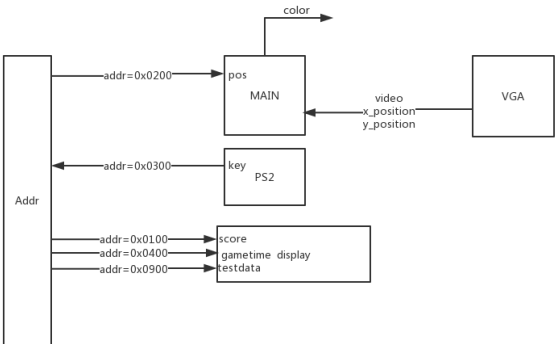 color
addr=0x0200
pos
MAIN
video
x_position
y_position
VGA
addr=0x0300
key
PS2
Addr
addr=0x0100
score
addr=0x0400
gametime display
addr=0x0900
testdata